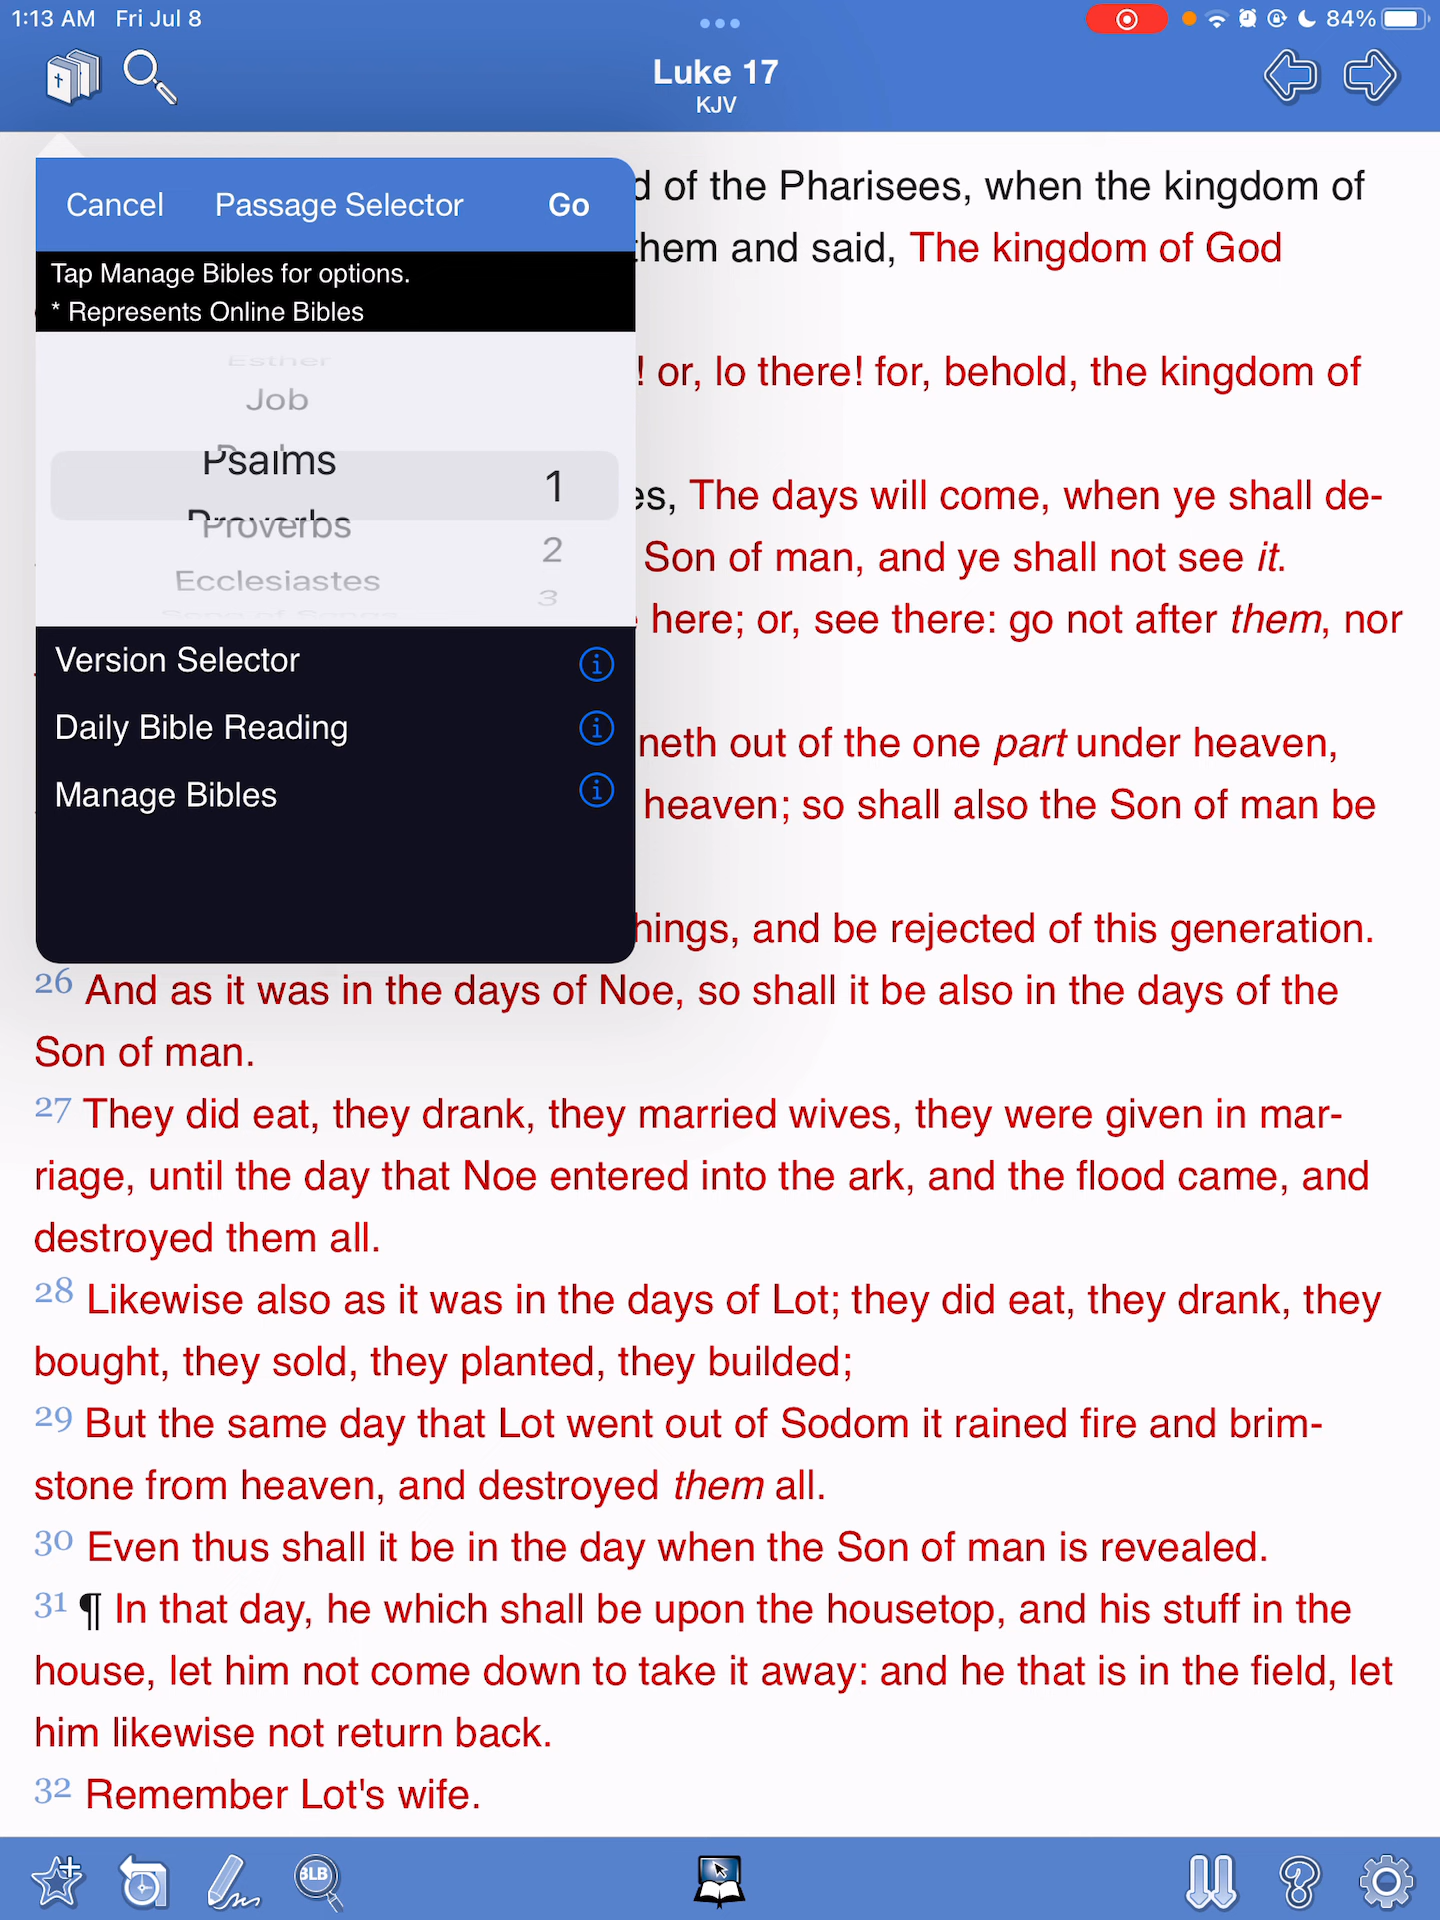 1:13 AM Fri Jul 8
84%
Luke 17
KJV
Cancel Passage Selector Go
Tap Manage Bibles for options.
* Represents Online Bibles
Esther
Job
Psalms 1
Proverbs 2
Ecclesiastes 3
Song of Songs
Version Selector
Daily Bible Reading
Manage Bibles
of the Pharisees, when the kingdom of
them and said, The kingdom of God
! or, lo there! for, behold, the kingdom of
es, The days will come, when ye shall de-
Son of man, and ye shall not see it.
here; or, see there: go not after them, nor
neth out of the one part under heaven,
heaven; so shall also the Son of man be
hings, and be rejected of this generation.
26 And as it was in the days of Noe, so shall it be also in the days of the
Son of man.
27 They did eat, they drank, they married wives, they were given in mar-
riage, until the day that Noe entered into the ark, and the flood came, and
destroyed them all.
28 Likewise also as it was in the days of Lot; they did eat, they drank, they
bought, they sold, they planted, they builded;
29 But the same day that Lot went out of Sodom it rained fire and brim-
stone from heaven, and destroyed them all.
30 Even thus shall it be in the day when the Son of man is revealed.
31 ¶ In that day, he which shall be upon the housetop, and his stuff in the
house, let him not come down to take it away: and he that is in the field, let
him likewise not return back.
32 Remember Lot's wife.
BLB